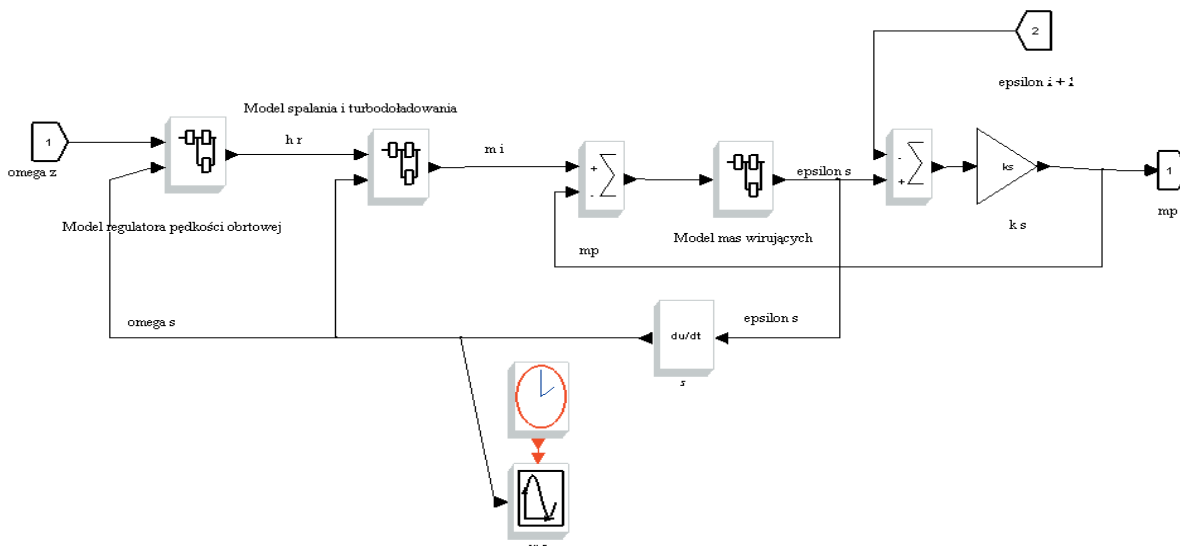 2
epsilon i + 1
Model spalania i turbodoładowania
1
h r
m i
omega z
+
-
epsilon s
-
+
ks
1
mp
Model regulatora pędkości obrtowej
Model mas wirujących
k s
mp
omega s
epsilon s
du/dt
s